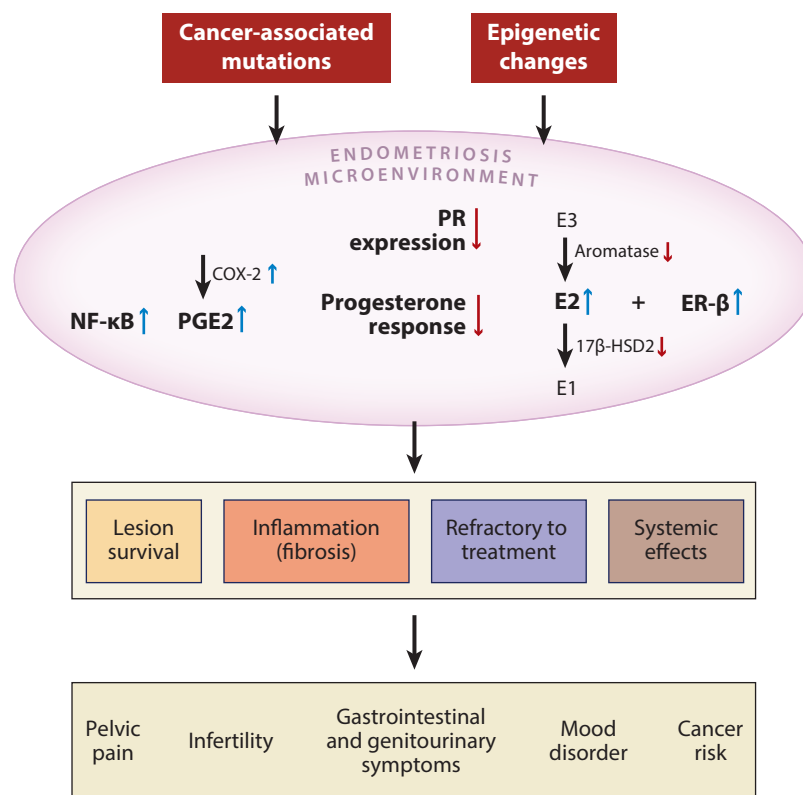 Cancer-associated
mutations
Epigenetic
changes
ENDOMETRIOSIS
MICROENVIRONMENT
PR
expression ↓
E3
Aromatase ↓
COX-2 ↑
NF-κB ↑
PGE2 ↑
Progesterone
response ↓
E2 ↑ + ER-β ↑
17β-HSD2 ↓
E1
Lesion
survival
Inflammation
(fibrosis)
Refractory to
treatment
Systemic
effects
Pelvic
pain
Infertility
Gastrointestinal
and genitourinary
symptoms
Mood
disorder
Cancer
risk